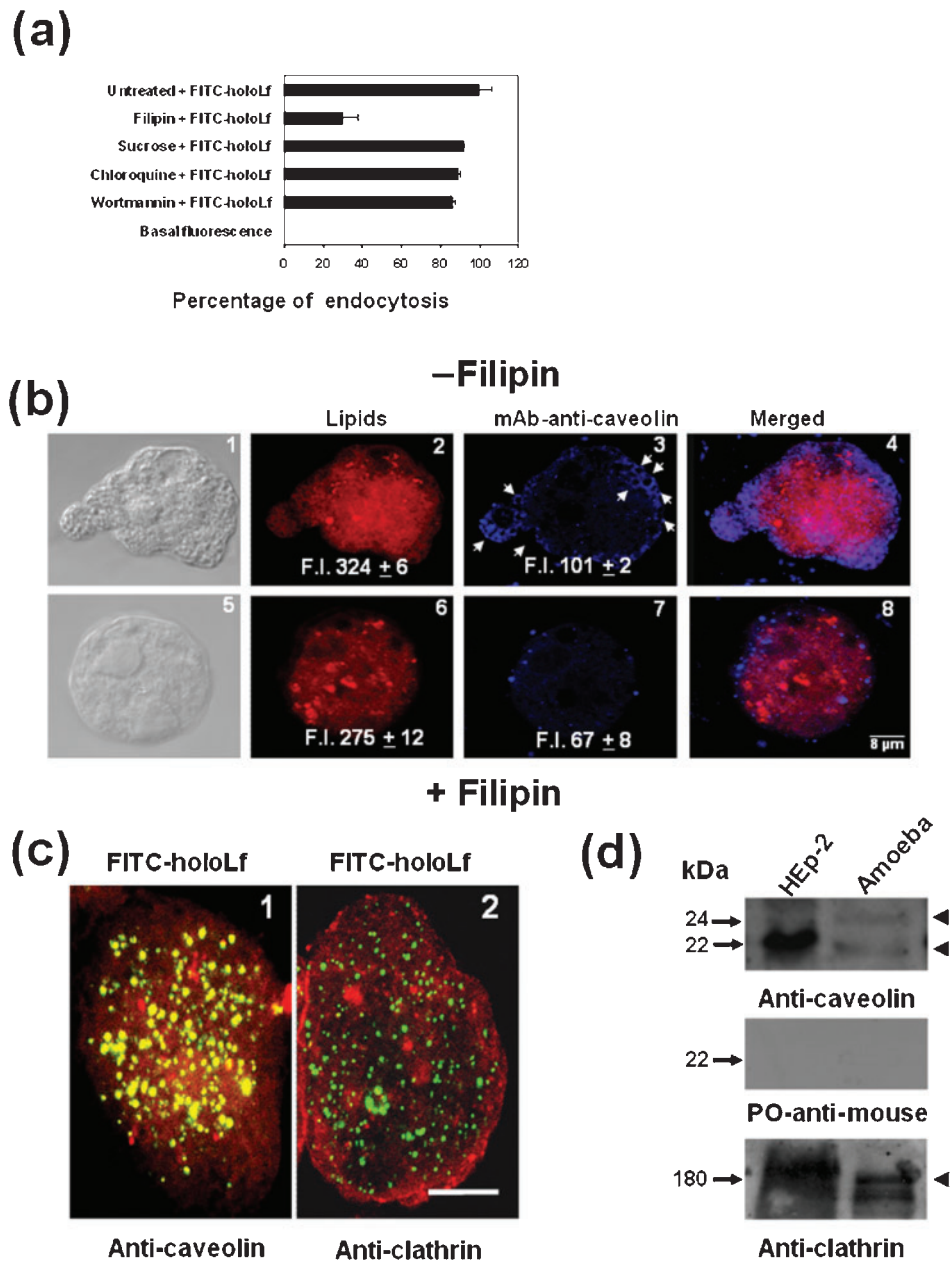 (a)
Untreated + FITC-holoLf
Filipin + FITC-holoLf
Sucrose + FITC-holoLf
Chloroquine + FITC-holoLf
Wortmannin + FITC-holoLf
Basal fluorescence
0 20 40 60 80 100 120
Percentage of endocytosis
–Filipin
(b)
Lipids mAb-anti-caveolin Merged
1 2 3 4
F.I. 324 ± 6 F.I. 101 ± 2
5 6 7 8
F.I. 275 ± 12 F.I. 67 ± 8
8 µm
+ Filipin
(c)
FITC-holoLf FITC-holoLf
1 2
Anti-caveolin Anti-clathrin
(d)
kDa HEp-2 Amoeba
24
22
Anti-caveolin
22
PO-anti-mouse
180
Anti-clathrin